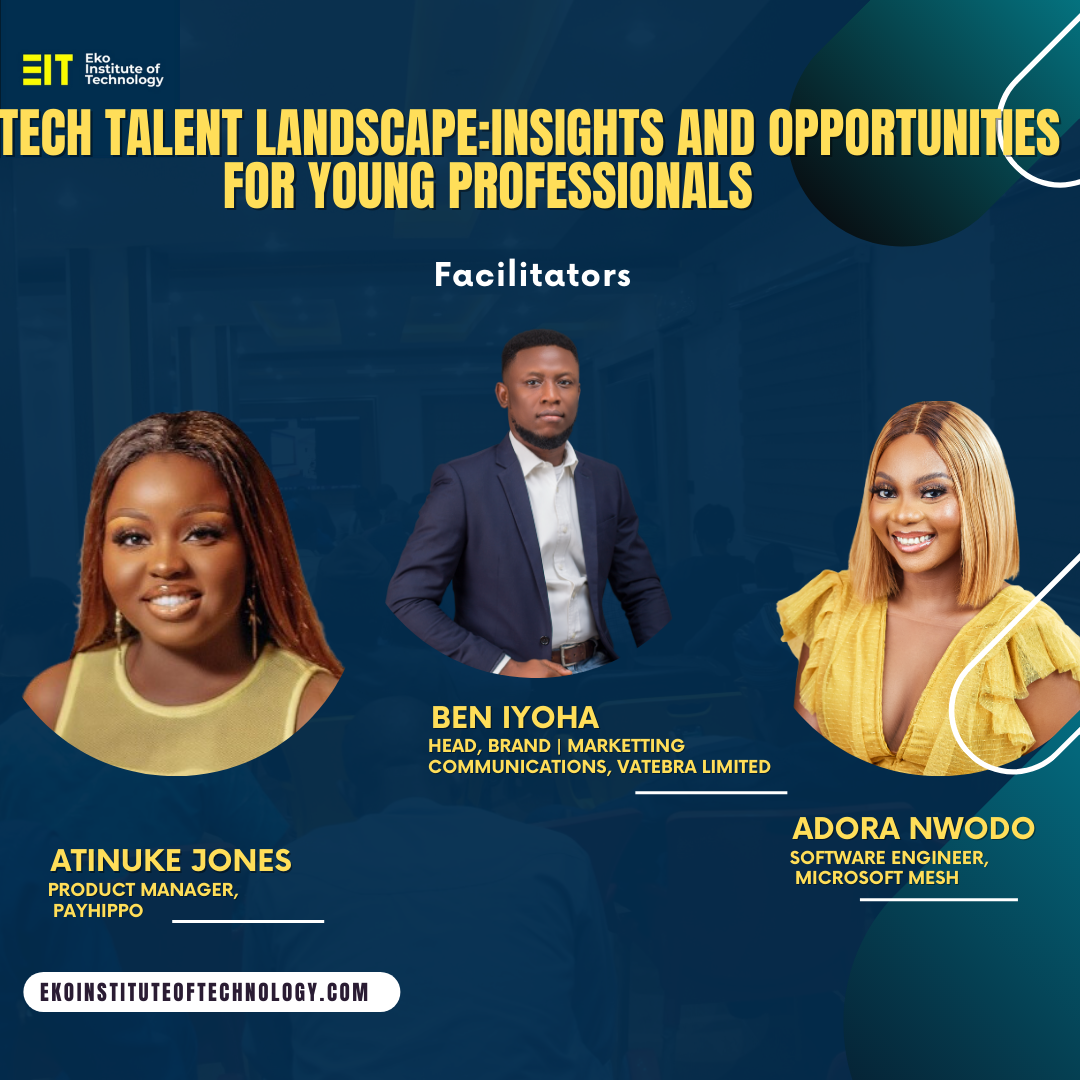 EIT
Eko
Institute of
Technology
TECH TALENT LANDSCAPE:INSIGHTS AND OPPORTUNITIES
FOR YOUNG PROFESSIONALS
Facilitators
BEN IYOHA
HEAD, BRAND | MARKETTING
COMMUNICATIONS, VATEBRA LIMITED
ADORA NWODO
SOFTWARE ENGINEER,
MICROSOFT MESH
ATINUKE JONES
PRODUCT MANAGER,
PAYHIPPO
EKOINSTITUTEOFTECHNOLOGY.COM